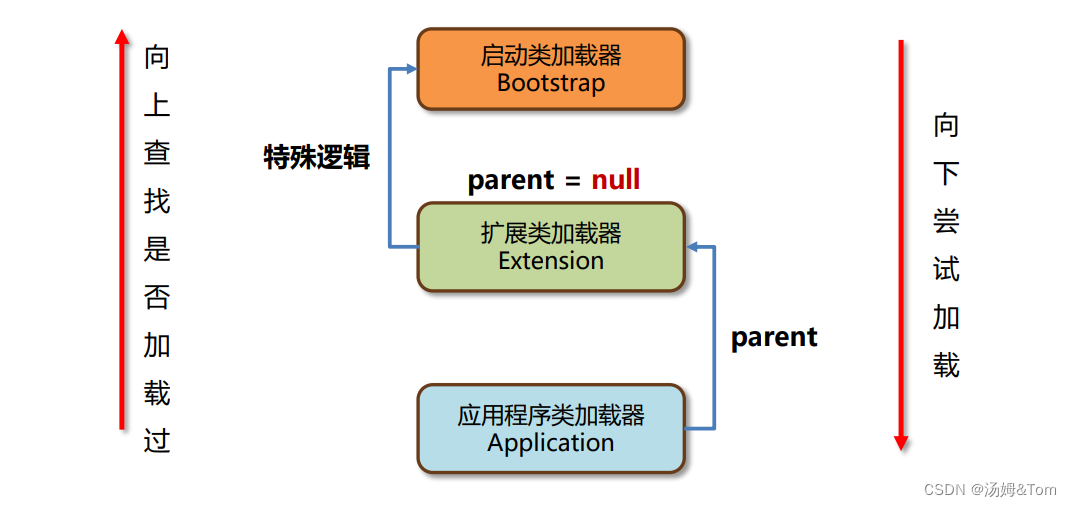 向上查找是否加载过
启动类加载器
Bootstrap
特殊逻辑
parent = null
扩展类加载器
Extension
parent
应用程序类加载器
Application
向下尝试加载
CSDN @汤姆&Tom